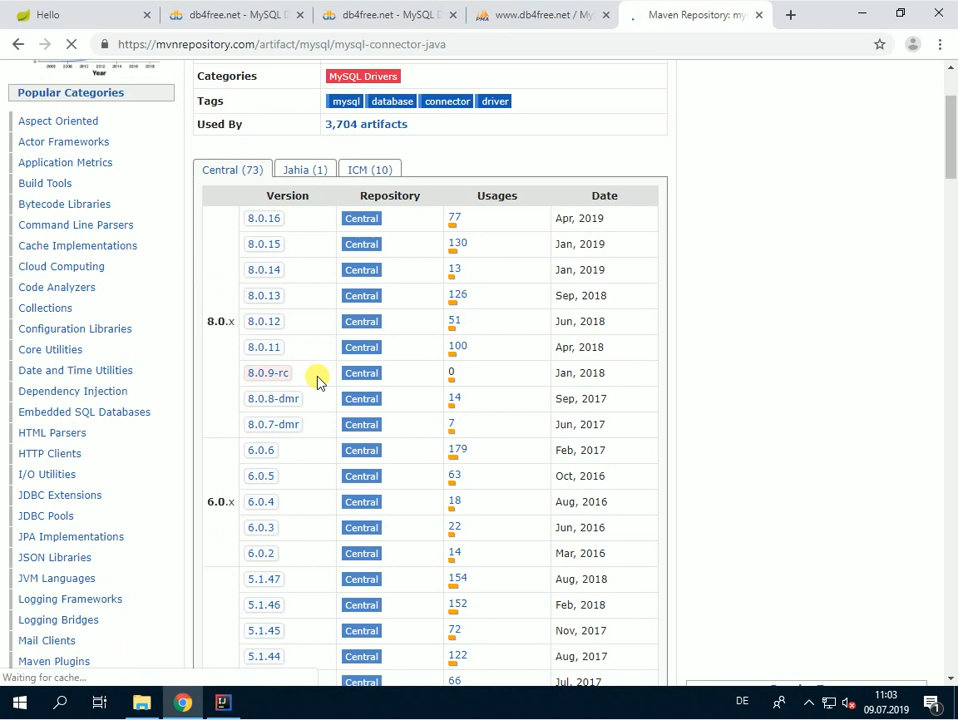 Hello
db4free.net - MySQL D
db4free.net - MySQL D
www.db4free.net / My
Maven Repository: my
https://mvnrepository.com/artifact/mysql/mysql-connector-java
Year
Popular Categories
Aspect Oriented
Actor Frameworks
Application Metrics
Build Tools
Bytecode Libraries
Command Line Parsers
Cache Implementations
Cloud Computing
Code Analyzers
Collections
Configuration Libraries
Core Utilities
Date and Time Utilities
Dependency Injection
Embedded SQL Databases
HTML Parsers
HTTP Clients
I/O Utilities
JDBC Extensions
JDBC Pools
JPA Implementations
JSON Libraries
JVM Languages
Logging Frameworks
Logging Bridges
Mail Clients
Maven Plugins
Categories MySQL Drivers
Tags mysql database connector driver
Used By 3,704 artifacts
Central (73) Jahia (1) ICM (10)
Version Repository Usages Date
8.0.x
8.0.16 Central 77 Apr, 2019
8.0.15 Central 130 Jan, 2019
8.0.14 Central 13 Jan, 2019
8.0.13 Central 126 Sep, 2018
8.0.12 Central 51 Jun, 2018
8.0.11 Central 100 Apr, 2018
8.0.9-rc Central 0 Jan, 2018
8.0.8-dmr Central 14 Sep, 2017
8.0.7-dmr Central 7 Jun, 2017
6.0.x
6.0.6 Central 179 Feb, 2017
6.0.5 Central 63 Oct, 2016
6.0.4 Central 18 Aug, 2016
6.0.3 Central 22 Jun, 2016
6.0.2 Central 14 Mar, 2016
5.1.47 Central 154 Aug, 2018
5.1.46 Central 152 Feb, 2018
5.1.45 Central 72 Nov, 2017
5.1.44 Central 122 Aug, 2017
Central 66 Jul, 2017
Waiting for cache...
DE
11:03
09.07.2019